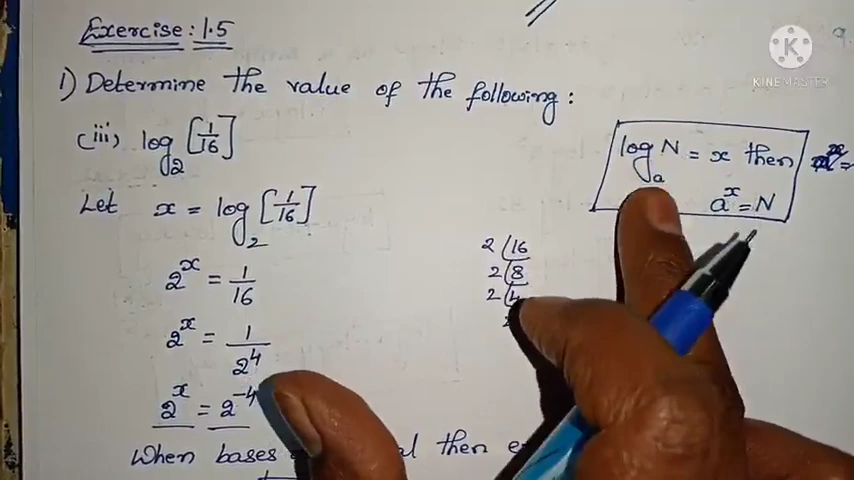 Exercise: 1.5
K
KINEMASTER
1) Determine the value of the following:
(iii) log₂[1/16]
log_a N = x then
a^x = N
Let x = log₂[1/16]
2^x = 1/16
2 16
2 8
2 4
2^x = 1/2^4
2^x = 2^-4
When bases then